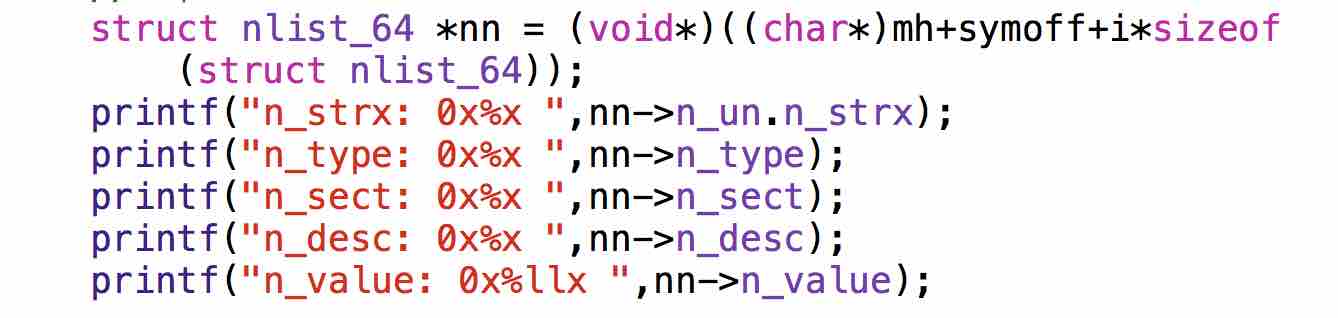 struct nlist_64 *nn = (void*)((char*)mh+symoff+i*sizeof
(struct nlist_64));
printf("n_strx: 0x%x ",nn->n_un.n_strx);
printf("n_type: 0x%x ",nn->n_type);
printf("n_sect: 0x%x ",nn->n_sect);
printf("n_desc: 0x%x ",nn->n_desc);
printf("n_value: 0x%llx ",nn->n_value);